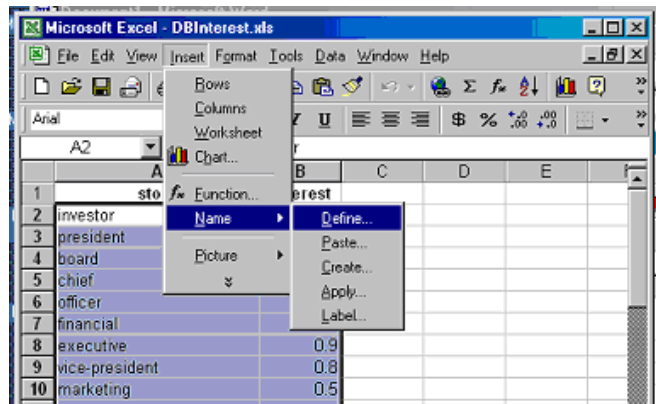 Microsoft Excel - DBInterest.xls
File Edit View Insert Format Tools Data Window Help
Rows
Columns
Worksheet
Chart...
Function...
Name
Picture
Define...
Paste...
Create...
Apply...
Label...
Arial U $ %
A2
A B C D E
1 sto erest
2 investor
3 president
4 board
5 chief
6 officer
7 financial
8 executive 0.9
9 vice-president 0.8
10 marketing 0.5